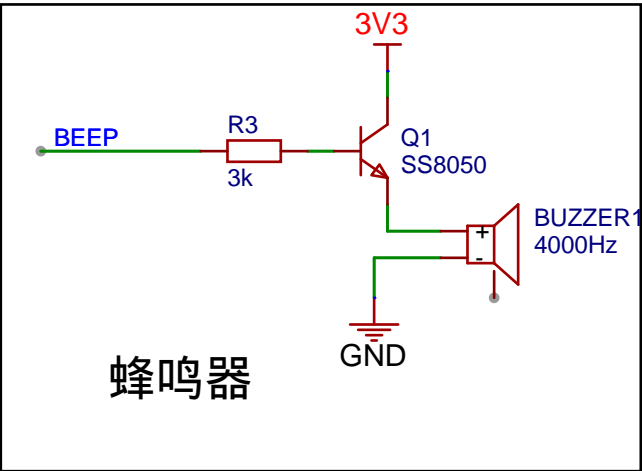 3V3
BEEP
R3
3k
Q1
SS8050
+
-
BUZZER1
4000Hz
GND
蜂鸣器